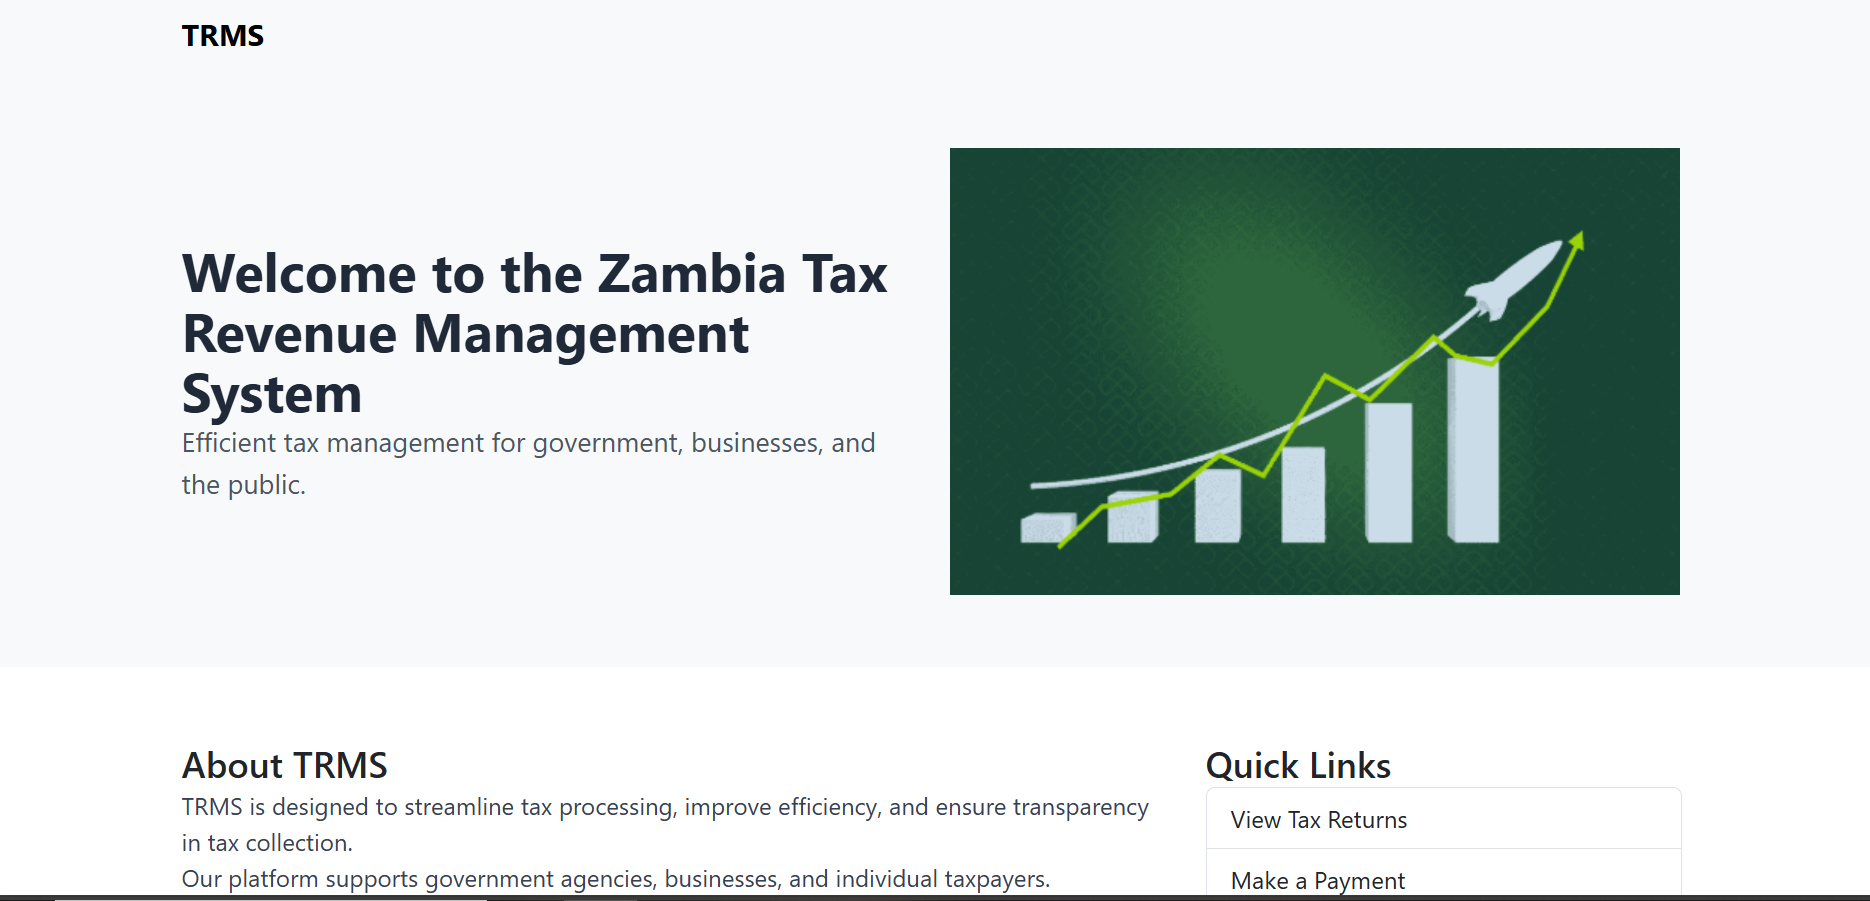 TRMS
Welcome to the Zambia Tax
Revenue Management
System
Efficient tax management for government, businesses, and
the public.
About TRMS
TRMS is designed to streamline tax processing, improve efficiency, and ensure transparency
in tax collection.
Our platform supports government agencies, businesses, and individual taxpayers.
Quick Links
View Tax Returns
Make a Payment